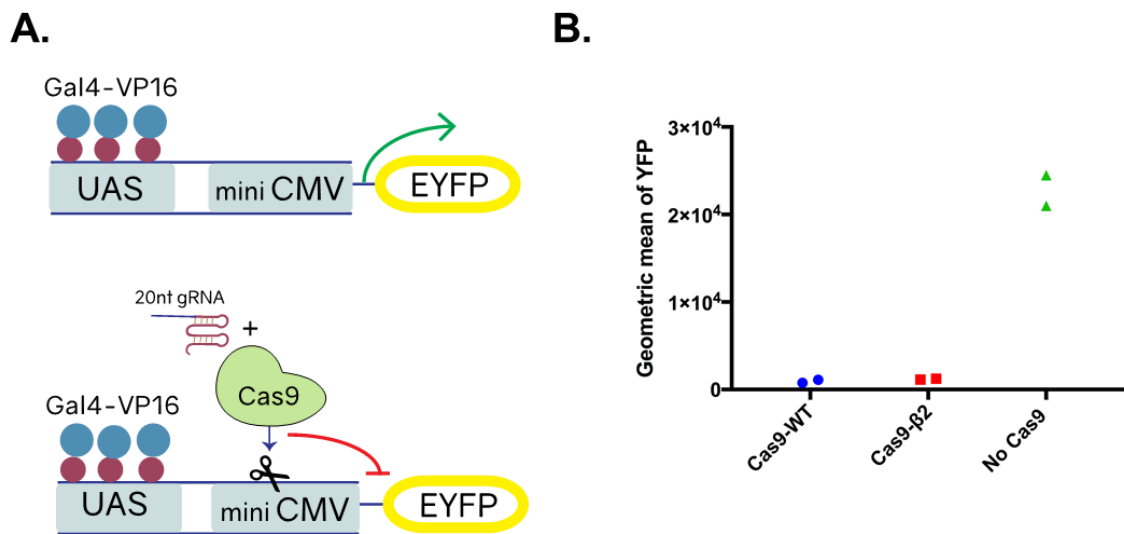 A.
Gal4-VP16
UAS
mini CMV
EYFP
20nt gRNA
+
Cas9
Gal4-VP16
UAS
mini CMV
EYFP
B.
Geometric mean of YFP
3×10⁴
2×10⁴
1×10⁴
0
Cas9-WT
Cas9-β2
No Cas9